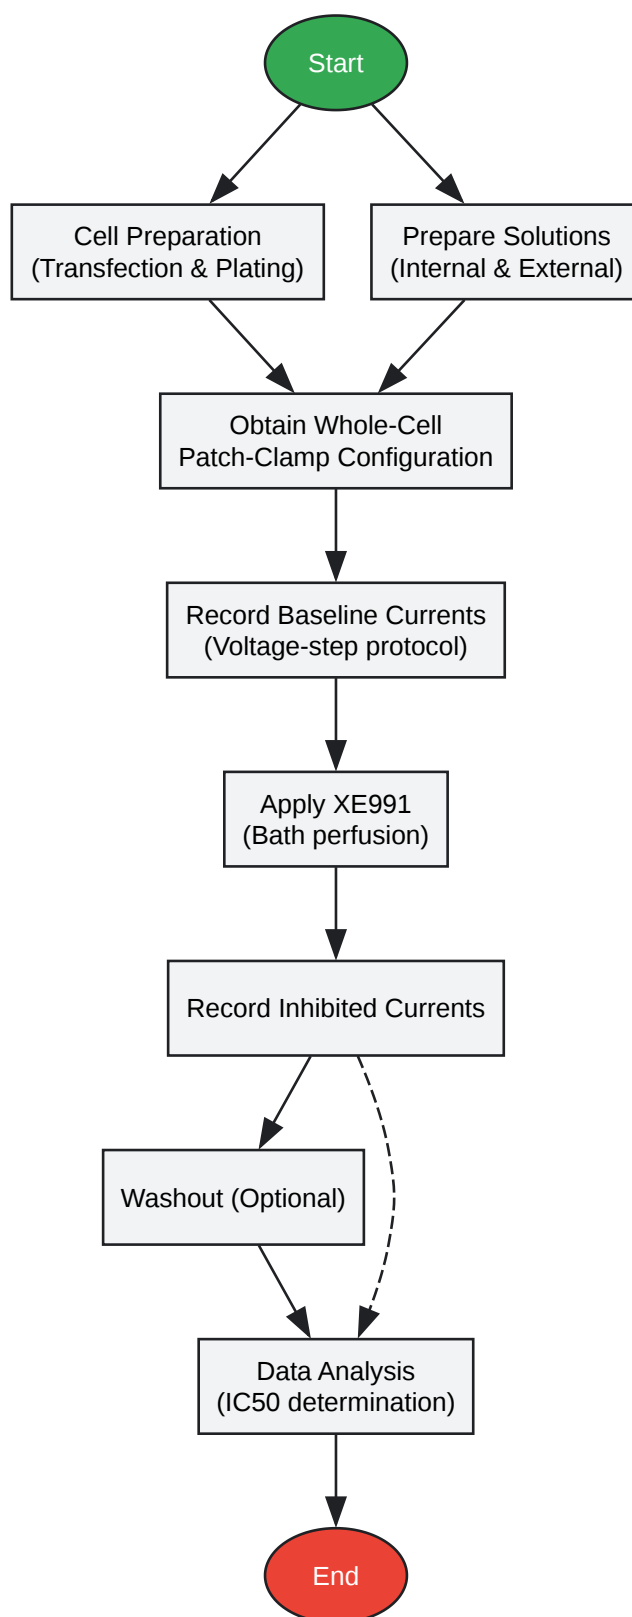 Start
Cell Preparation
(Transfection & Plating)
Prepare Solutions
(Internal & External)
Obtain Whole-Cell
Patch-Clamp Configuration
Record Baseline Currents
(Voltage-step protocol)
Apply XE991
(Bath perfusion)
Record Inhibited Currents
Washout (Optional)
Data Analysis
(IC50 determination)
End